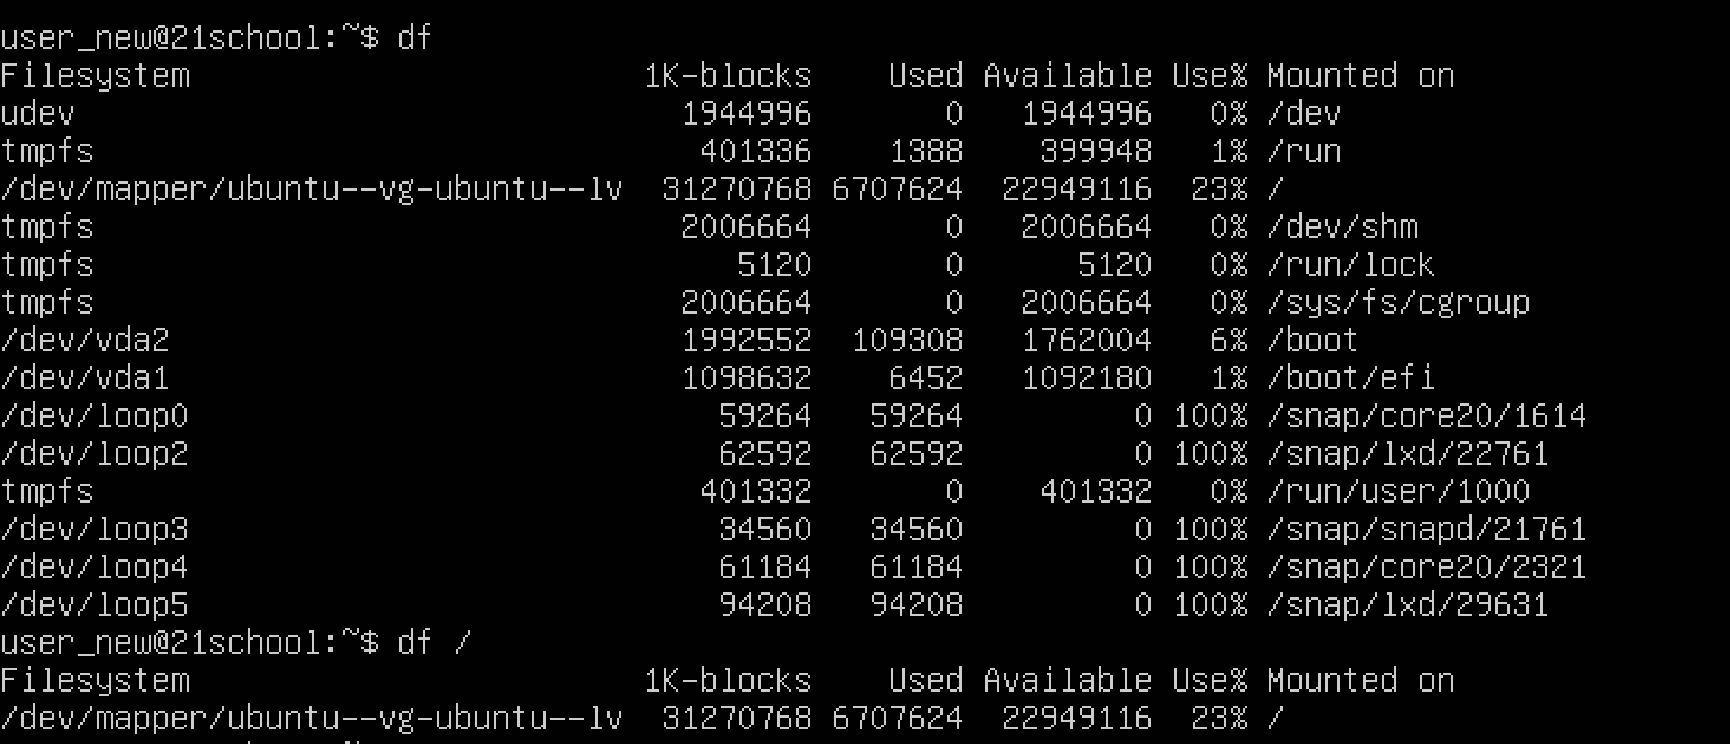 user_new@21school:~$ df
Filesystem                        1K-blocks    Used Available Use% Mounted on
udev                                1944996       0   1944996   0% /dev
tmpfs                                401336    1388    399948   1% /run
/dev/mapper/ubuntu--vg-ubuntu--lv  31270768 6707624  22949116  23% /
tmpfs                               2006664       0   2006664   0% /dev/shm
tmpfs                                  5120       0      5120   0% /run/lock
tmpfs                               2006664       0   2006664   0% /sys/fs/cgroup
/dev/vda2                           1992552  109308   1762004   6% /boot
/dev/vda1                           1098632    6452   1092180   1% /boot/efi
/dev/loop0                            59264   59264         0 100% /snap/core20/1614
/dev/loop2                            62592   62592         0 100% /snap/lxd/22761
tmpfs                                401332       0    401332   0% /run/user/1000
/dev/loop3                            34560   34560         0 100% /snap/snapd/21761
/dev/loop4                            61184   61184         0 100% /snap/core20/2321
/dev/loop5                            94208   94208         0 100% /snap/lxd/29631
user_new@21school:~$ df /
Filesystem                        1K-blocks    Used Available Use% Mounted on
/dev/mapper/ubuntu--vg-ubuntu--lv  31270768 6707624  22949116  23% /